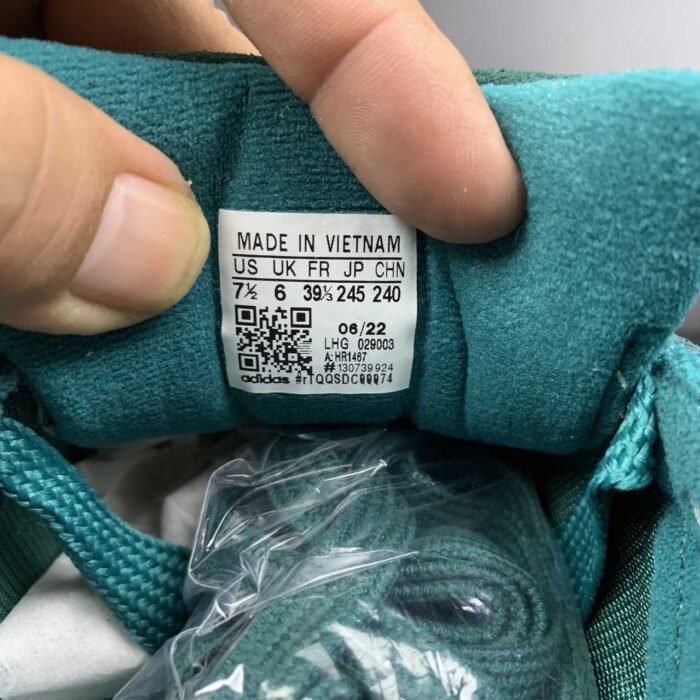 MADE IN VIETNAM
US UK FR JP CHN
7½ 6 39⅓ 245 240
06/22
LHG 029003
A: HR1467
#130739924
adidas #rTQQSDC0QQ74